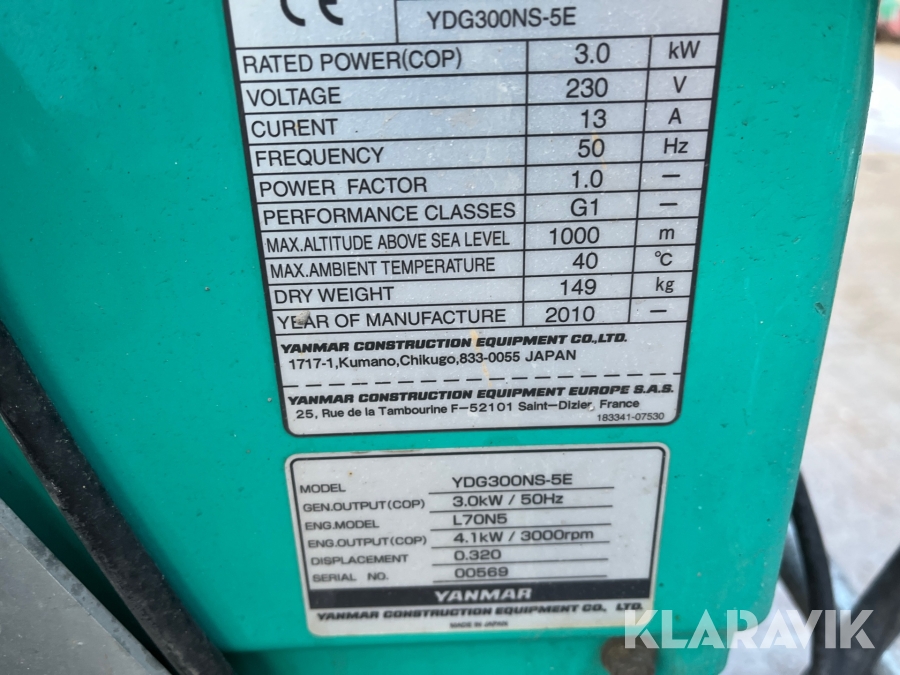 CE
YDG300NS-5E
RATED POWER(COP) 3.0 kW
VOLTAGE 230 V
CURENT 13 A
FREQUENCY 50 Hz
POWER FACTOR 1.0 —
PERFORMANCE CLASSES G1 —
MAX.ALTITUDE ABOVE SEA LEVEL 1000 m
MAX.AMBIENT TEMPERATURE 40 °C
DRY WEIGHT 149 kg
YEAR OF MANUFACTURE 2010 —
YANMAR CONSTRUCTION EQUIPMENT CO.,LTD.
1717-1,Kumano,Chikugo,833-0055 JAPAN
YANMAR CONSTRUCTION EQUIPMENT EUROPE S.A.S.
25, Rue de la Tambourine F-52101 Saint-Dizier, France
183341-07530
MODEL YDG300NS-5E
GEN.OUTPUT(COP) 3.0kW / 50Hz
ENG.MODEL L70N5
ENG.OUTPUT(COP) 4.1kW / 3000rpm
DISPLACEMENT 0.320
SERIAL NO. 00569
YANMAR
YANMAR CONSTRUCTION EQUIPMENT CO., LTD.
MADE IN JAPAN
KLARAVIK